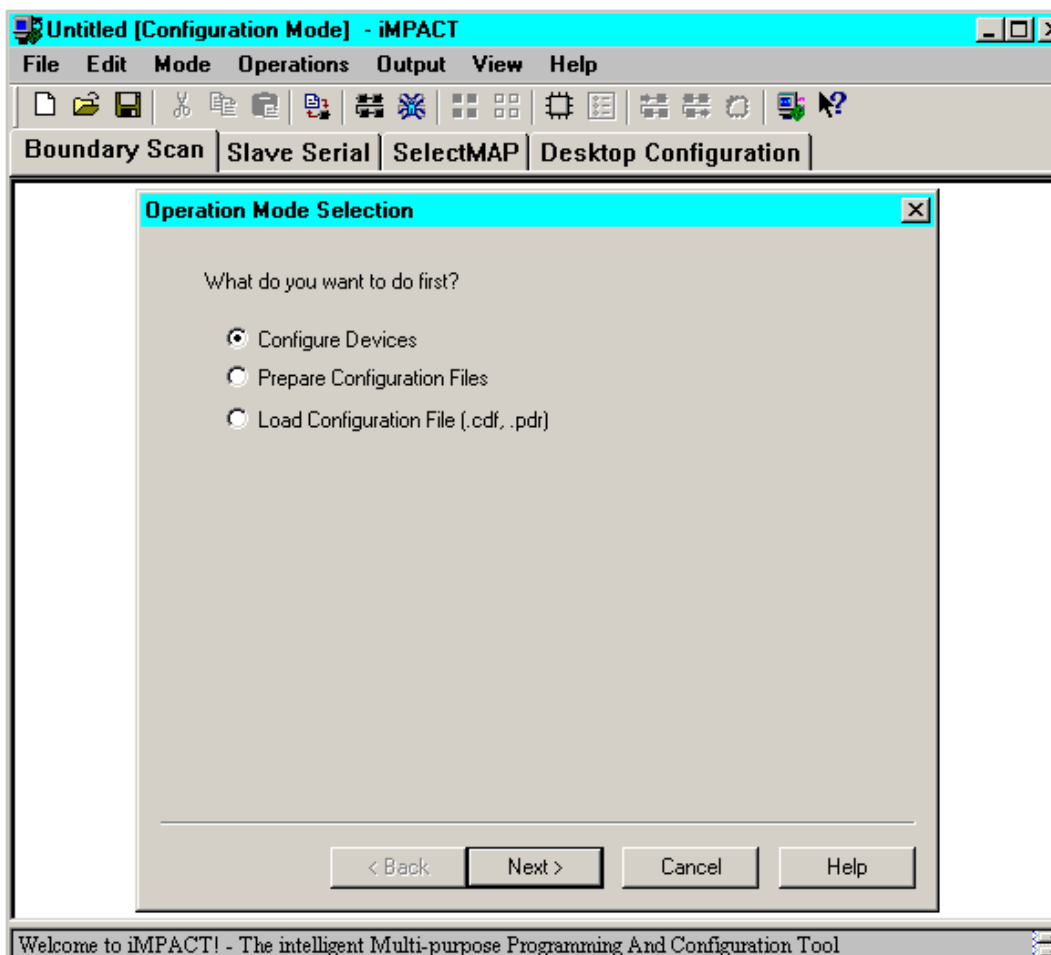 Untitled [Configuration Mode] - iMPACT
File Edit Mode Operations Output View Help
Boundary Scan Slave Serial SelectMAP Desktop Configuration
Operation Mode Selection
What do you want to do first?
Configure Devices
Prepare Configuration Files
Load Configuration File (.cdf, .pdr)
< Back Next > Cancel Help
Welcome to iMPACT! - The intelligent Multi-purpose Programming And Configuration Tool